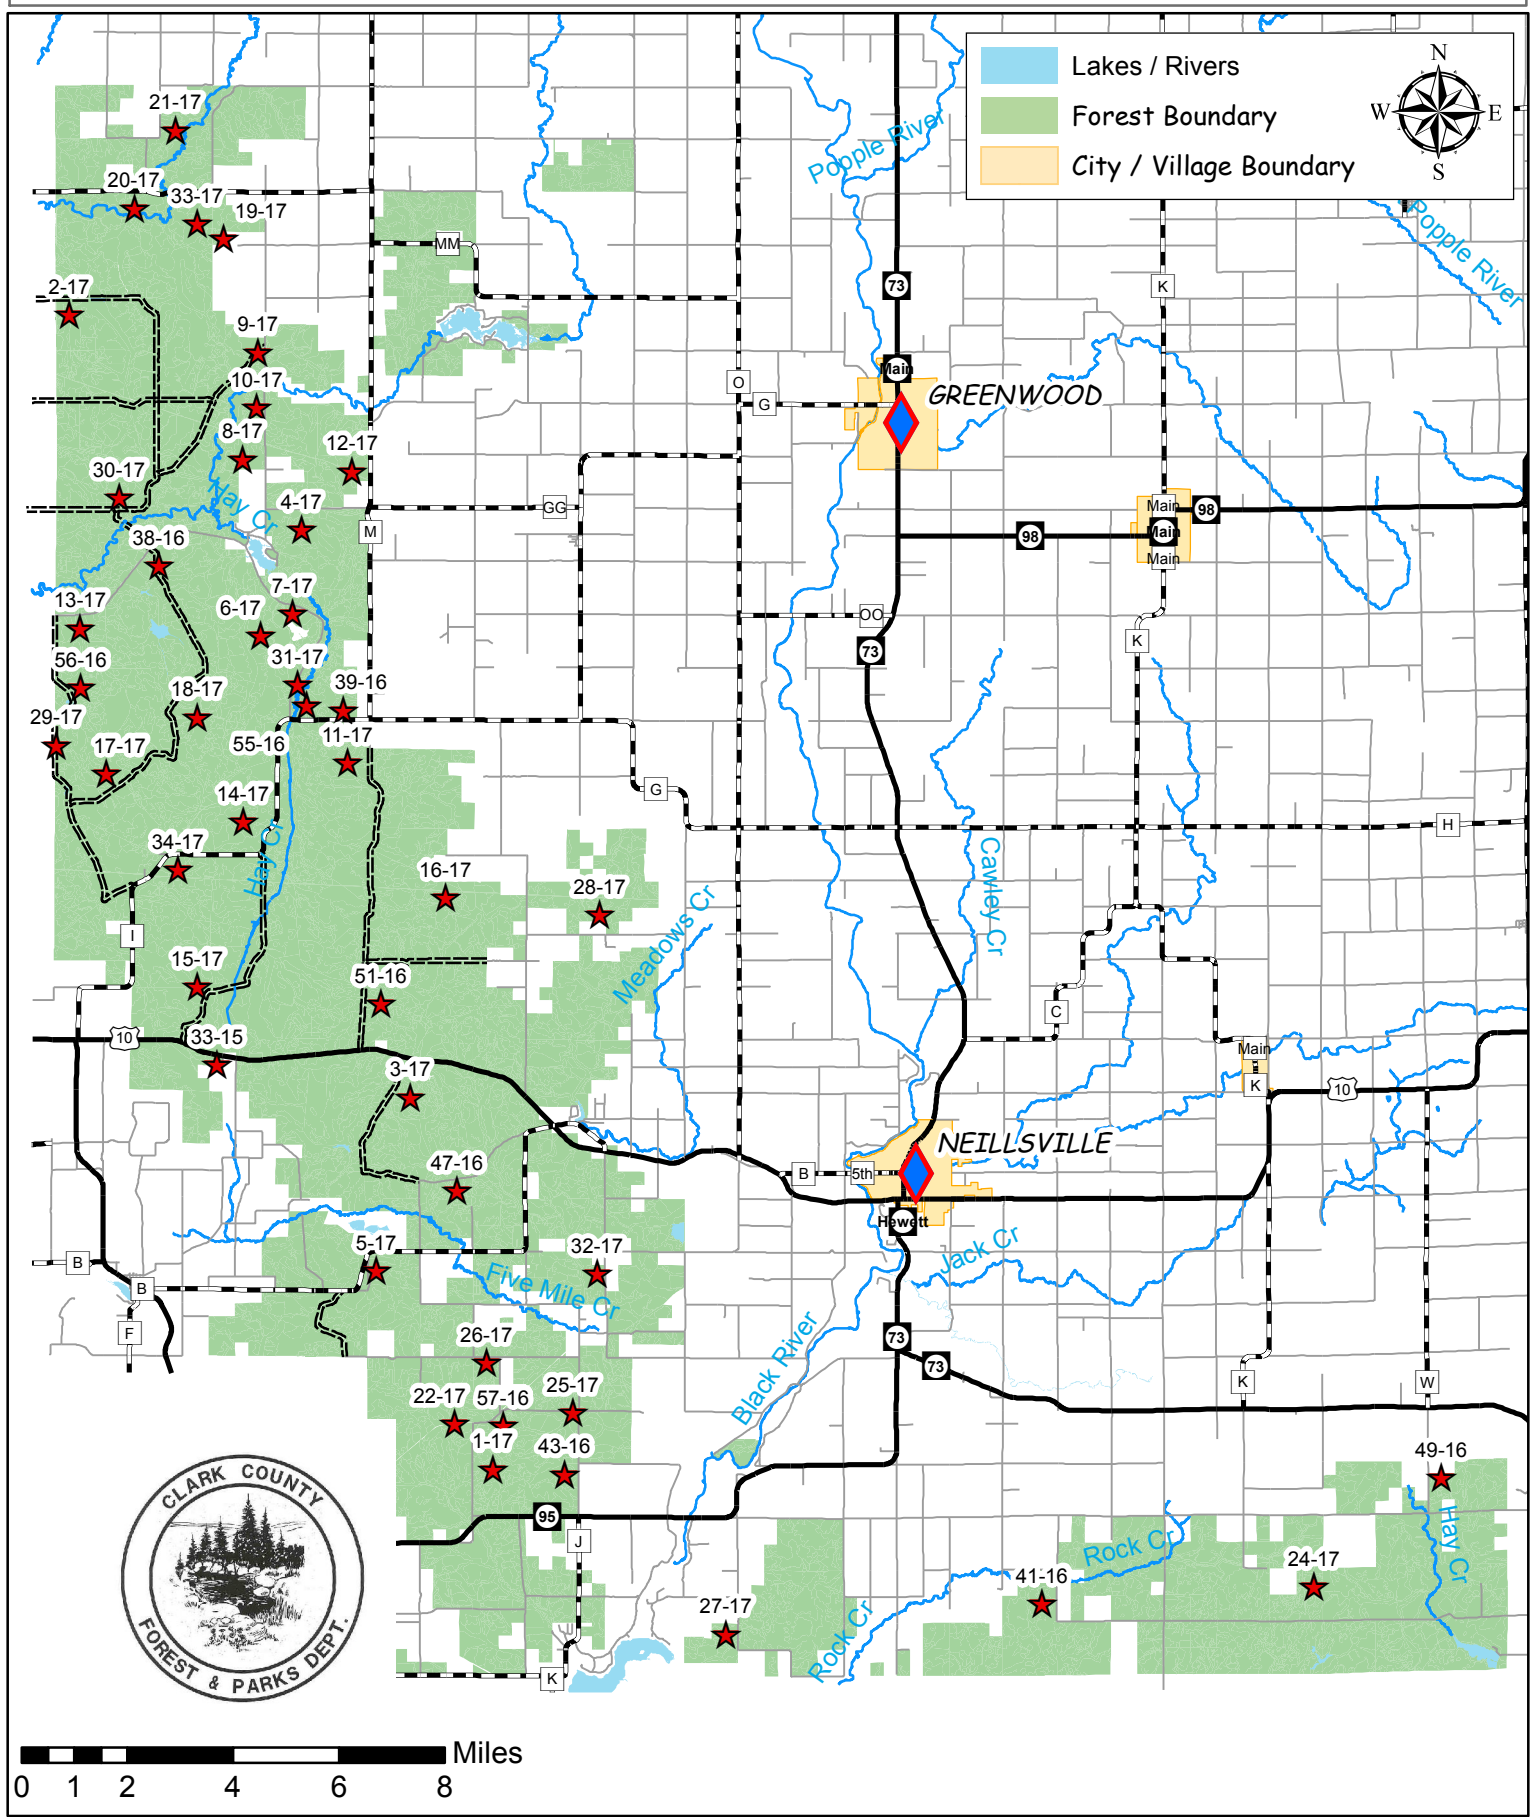 Lakes / Rivers
Forest Boundary
City / Village Boundary
N
W
E
S
21-17
20-17
33-17
19-17
2-17
9-17
10-17
8-17
12-17
30-17
4-17
38-16
13-17
7-17
6-17
56-16
31-17
39-16
18-17
29-17
17-17
55-16
11-17
14-17
34-17
16-17
28-17
15-17
51-16
33-15
3-17
47-16
5-17
32-17
26-17
22-17
57-16
25-17
1-17
43-16
27-17
41-16
24-17
49-16
Popple River
Popple River
Hay Cr
Hay Cr
Meadows Cr
Cawley Cr
Five Mile Cr
Jack Cr
Black River
Rock Cr
Rock Cr
Hay Cr
GREENWOOD
NEILLSVILLE
MM
73
K
Main
O
G
GG
M
98
Main
98
Main
Main
OO
73
K
G
H
I
10
C
Main
K
10
B
5th
Hewett
B
B
F
73
73
K
W
95
J
K
CLARK COUNTY
FOREST & PARKS DEPT.
Miles
0 1 2 4 6 8